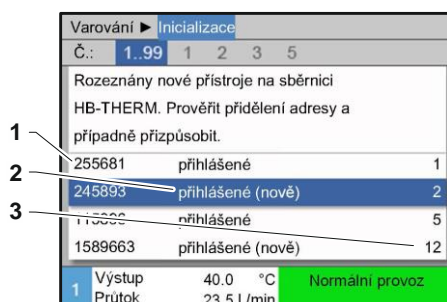 Varování ► Inicializace
Č.: 1..99 1 2 3 5
Rozeznány nové přístroje na sběrnici
HB-THERM. Prověřit přidělení adresy a
případně přizpůsobit.
1
255681 přihlášené 1
2
245893 přihlášené (nově) 2
3
přihlášené 5
1589663 přihlášené (nově) 12
1 Výstup 40.0 °C Normální provoz
Průtok 23.5 L/min